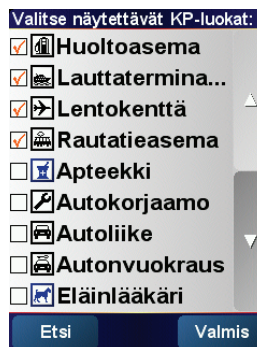 Valitse näytettävät KP-luokat:
Huoltoasema
Lauttatermina...
Lentokenttä
Rautatieasema
Apteekki
Autokorjaamo
Autoliike
Autonvuokraus
Eläinlääkäri
Etsi Valmis